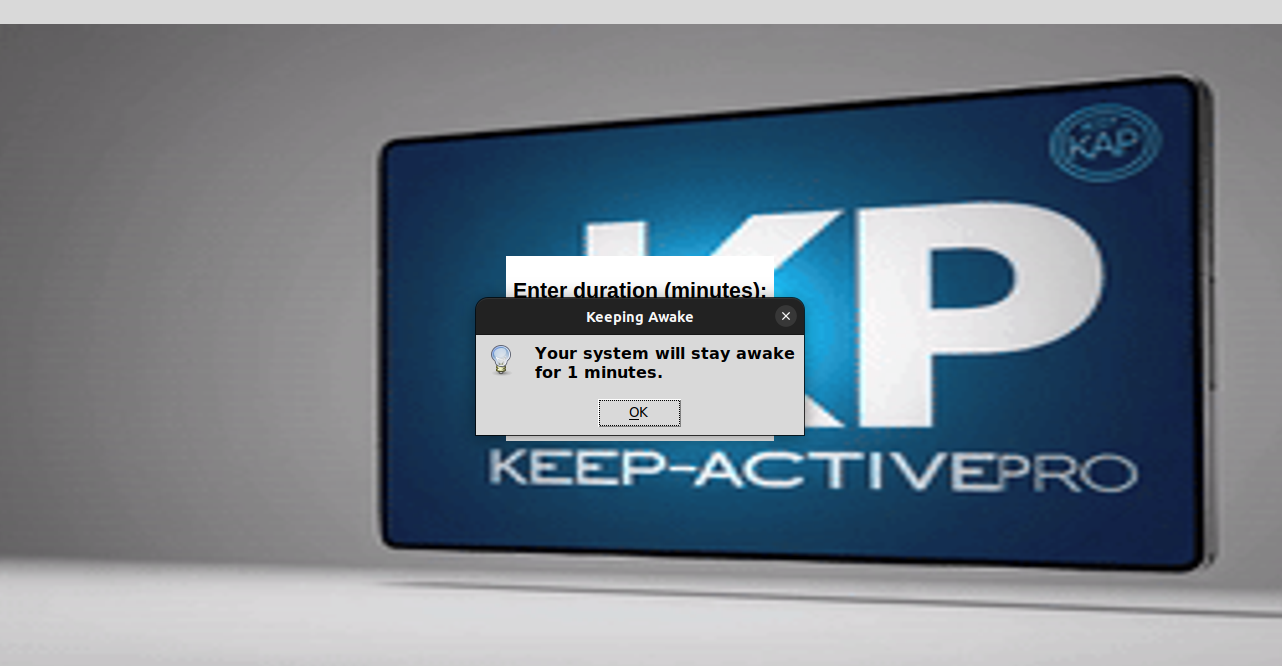 KAP
KP
Enter duration (minutes):
Keeping Awake
Your system will stay awake
for 1 minutes.
OK
KEEP-ACTIVEPRO